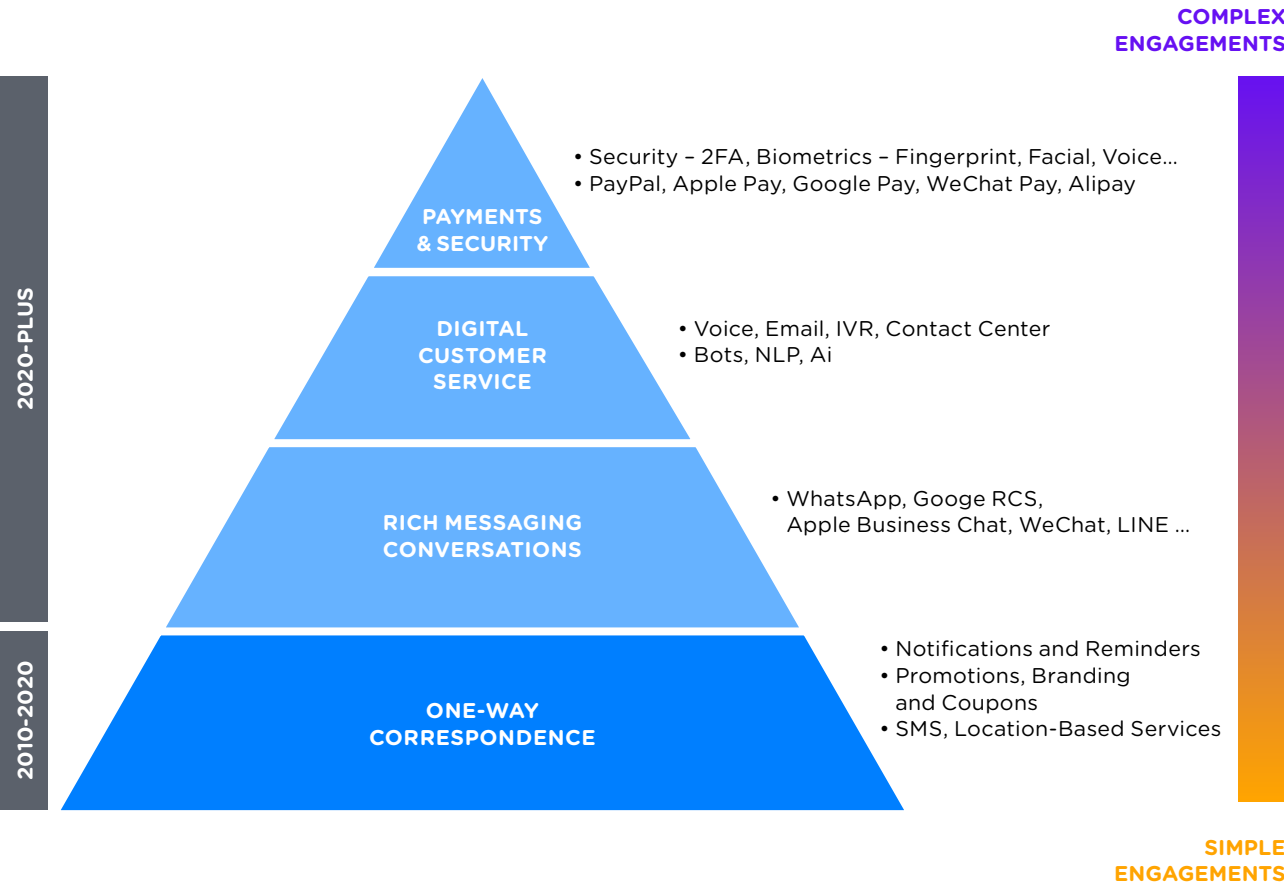 COMPLEX
ENGAGEMENTS
2020-PLUS
PAYMENTS
& SECURITY
• Security – 2FA, Biometrics – Fingerprint, Facial, Voice...
• PayPal, Apple Pay, Google Pay, WeChat Pay, Alipay
DIGITAL
CUSTOMER
SERVICE
• Voice, Email, IVR, Contact Center
• Bots, NLP, Ai
RICH MESSAGING
CONVERSATIONS
• WhatsApp, Googe RCS,
Apple Business Chat, WeChat, LINE ...
2010-2020
ONE-WAY
CORRESPONDENCE
• Notifications and Reminders
• Promotions, Branding
and Coupons
• SMS, Location-Based Services
SIMPLE
ENGAGEMENTS